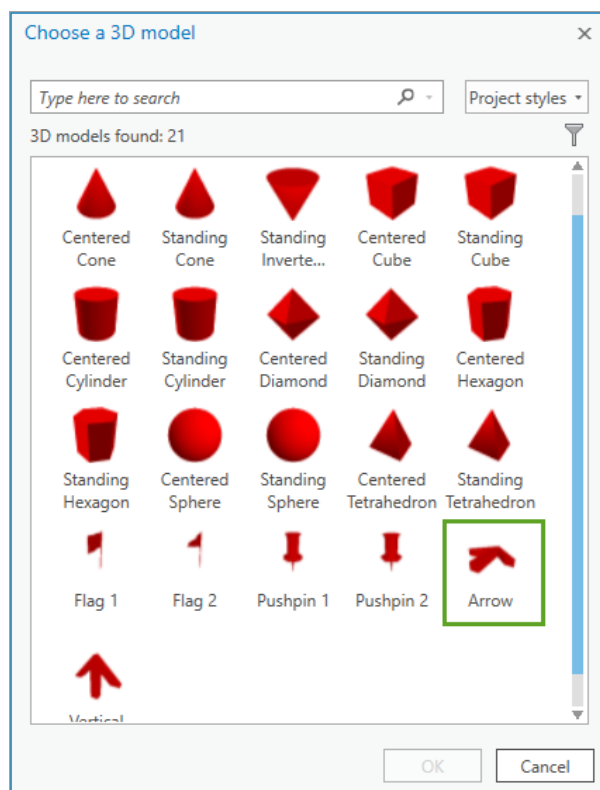 Choose a 3D model
Type here to search
Project styles
3D models found: 21
Centered Standing Standing Centered Standing
Cone Cone Inverte... Cube Cube
Centered Standing Centered Standing Centered
Cylinder Cylinder Diamond Diamond Hexagon
Standing Centered Standing Centered Standing
Hexagon Sphere Sphere Tetrahedron Tetrahedron
Flag 1 Flag 2 Pushpin 1 Pushpin 2 Arrow
Vertical
OK Cancel